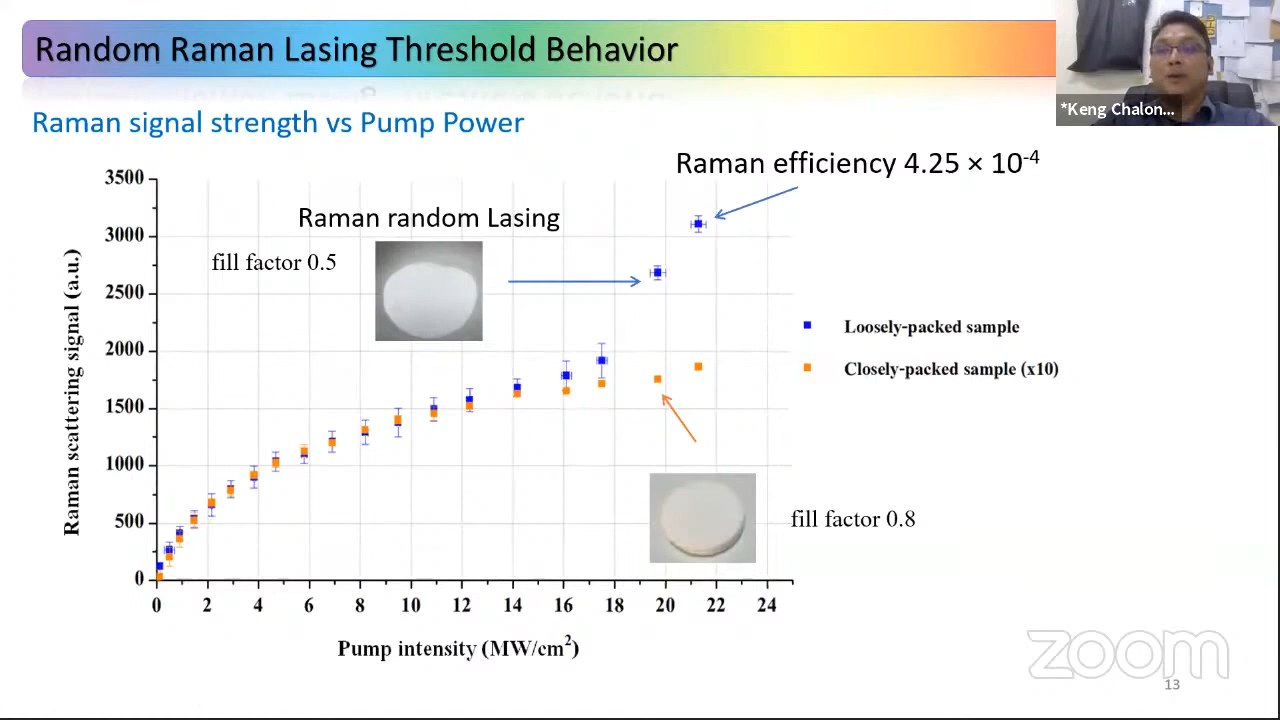 Random Raman Lasing Threshold Behavior
*Keng Chalon...
Raman signal strength vs Pump Power
Raman efficiency 4.25 × 10⁻⁴
Raman random Lasing
fill factor 0.5
Loosely-packed sample
Closely-packed sample (x10)
fill factor 0.8
Raman scattering signal (a.u.)
3500
3000
2500
2000
1500
1000
500
0
0 2 4 6 8 10 12 14 16 18 20 22 24
Pump intensity (MW/cm²)
zoom
13